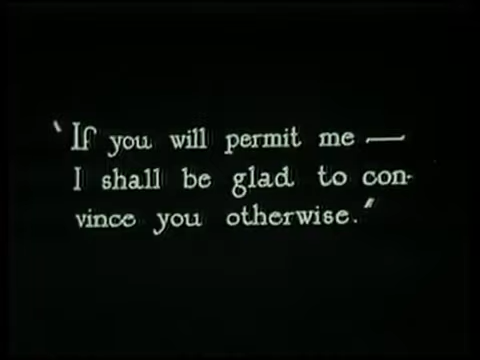 "If you will permit me —
I shall be glad to con-
vince you otherwise."